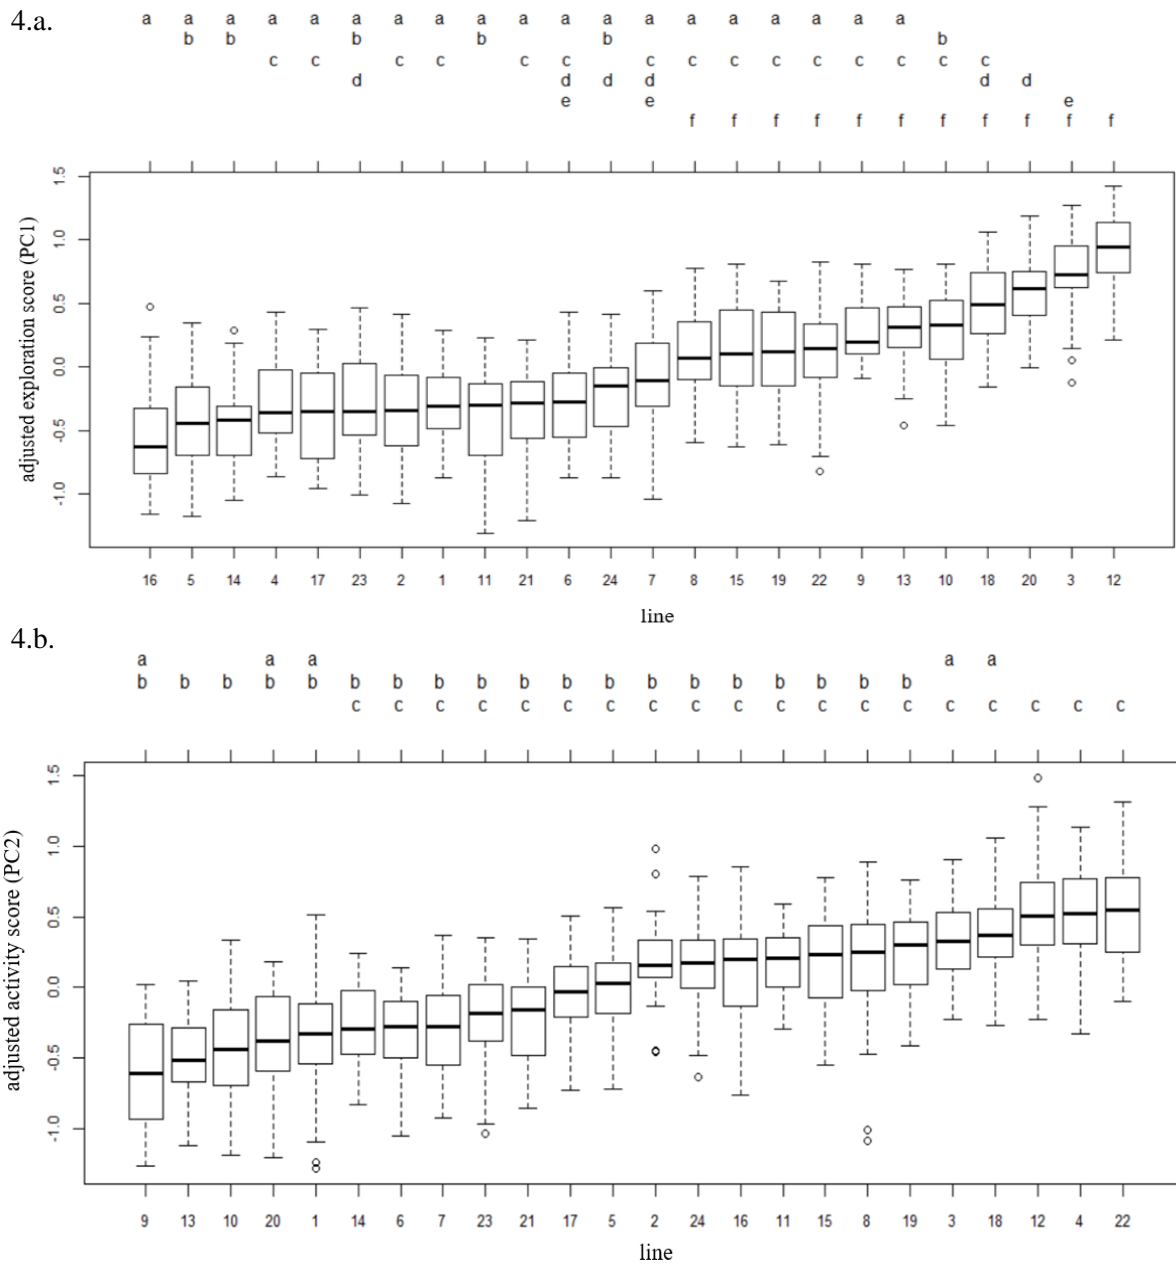 4.a.
a a a a a a a a a a a a a a a a a a a
b b b b b b
c c c c c c c c c c c c c c c
d d d d d d
e e e
f f f f f f f f f f f
adjusted exploration score (PC1)
1.5
1.0
0.5
0.0
-0.5
-1.0
16 5 14 4 17 23 2 1 11 21 6 24 7 8 15 19 22 9 13 10 18 20 3 12
line
4.b.
a a a a a
b b b b b b b b b b b b b b b b b b b
c c c c c c c c c c c c c c c c c c c
adjusted activity score (PC2)
1.5
1.0
0.5
0.0
-0.5
-1.0
9 13 10 20 1 14 6 7 23 21 17 5 2 24 16 11 15 8 19 3 18 12 4 22
line